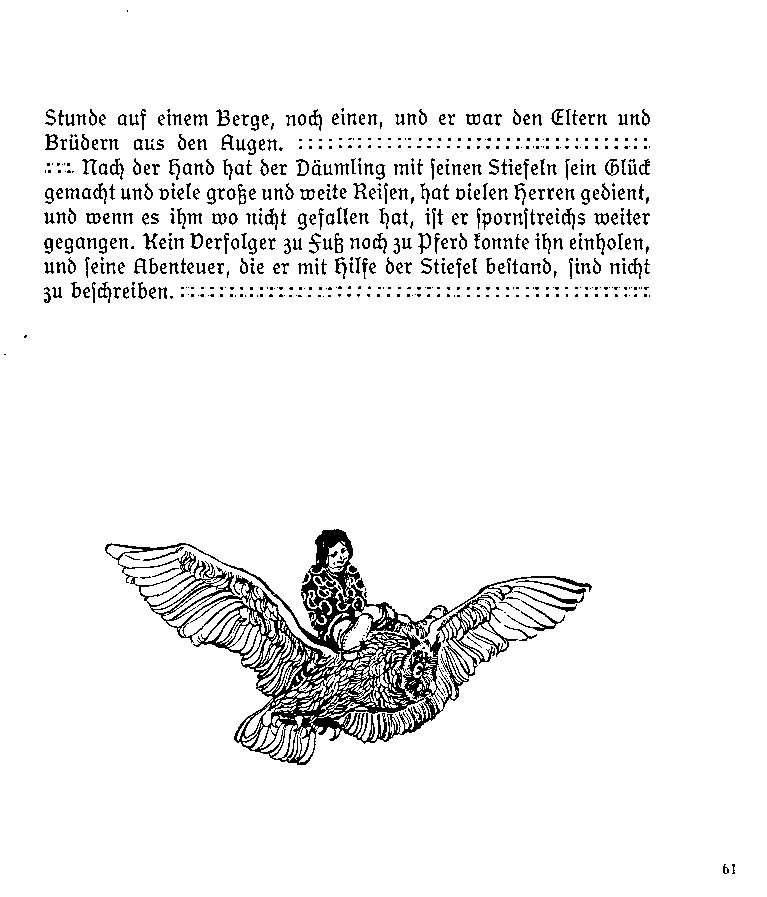 Stunde auf einem Berge, noch einen, und er war den Eltern und
Brüdern aus den Augen. ::::::::::::::::::::::::::::::::::::
:::: Nach der Hand hat der Däumling mit seinen Stiefeln sein Glück
gemacht und viele große und weite Reisen, hat vielen Herren gedient,
und wenn es ihm wo nicht gefallen hat, ist er spornstreichs weiter
gegangen. Kein Verfolger zu Fuß noch zu Pferd konnte ihn einholen,
und seine Abenteuer, die er mit Hilfe der Stiefel bestand, sind nicht
zu beschreiben. ::::::::::::::::::::::::::::::::::::::::::::::::
61